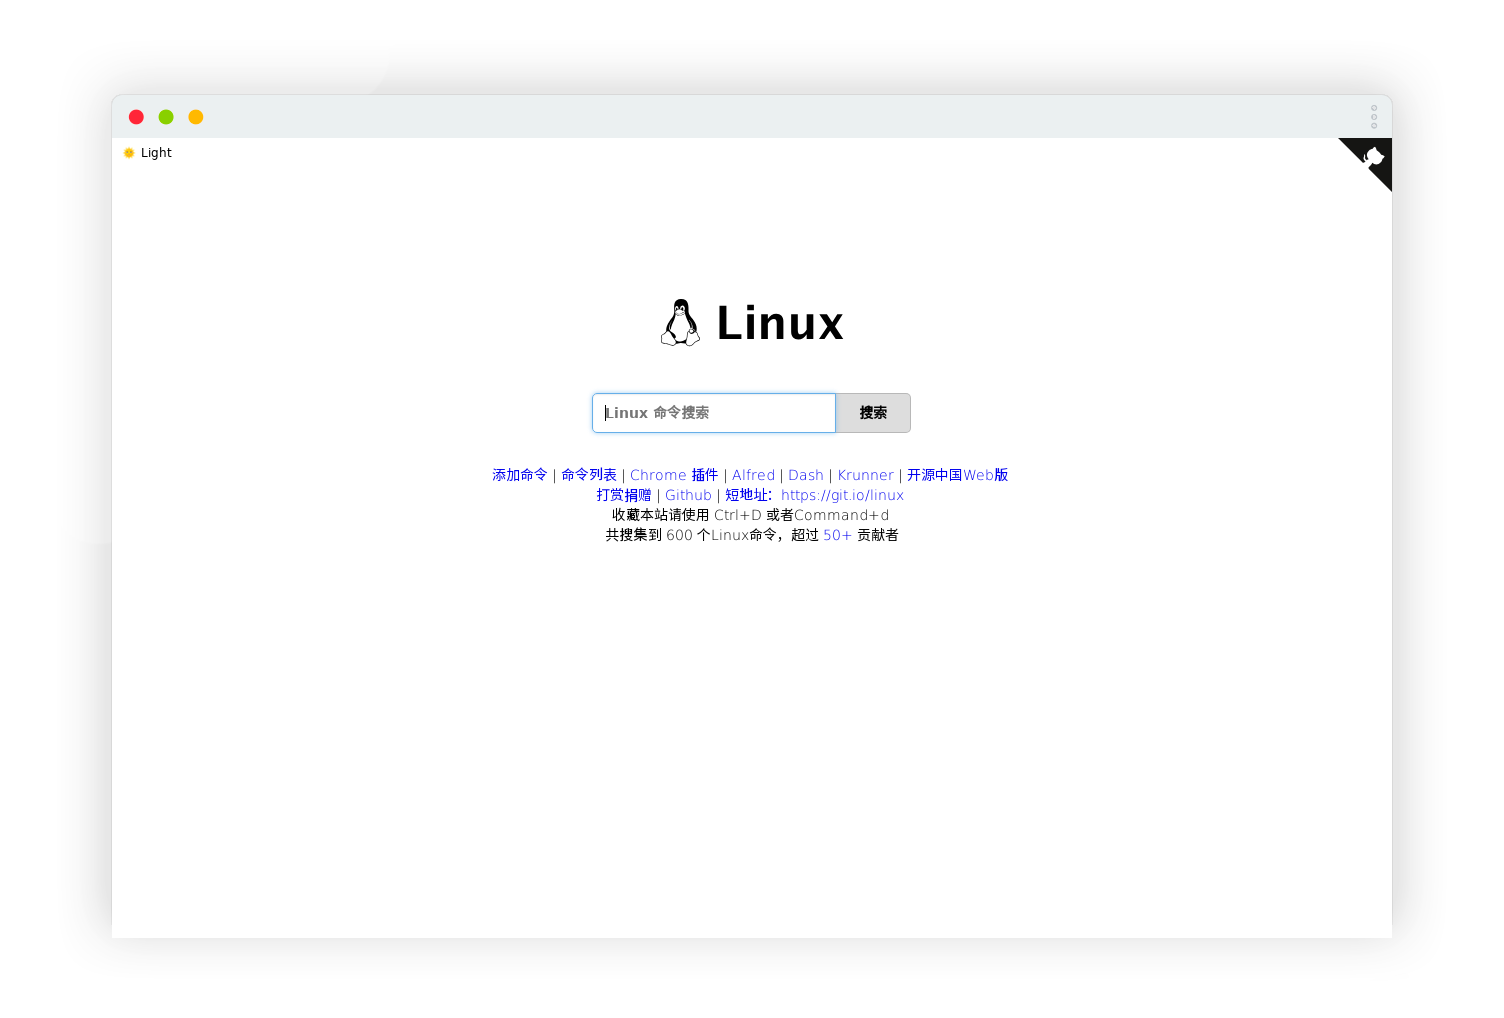 🌞 Light
Linux
Linux 命令搜索
搜索
添加命令 | 命令列表 | Chrome 插件 | Alfred | Dash | Krunner | 开源中国Web版
打赏捐赠 | Github | 短地址：https://git.io/linux
收藏本站请使用 Ctrl+D 或者Command+d
共搜集到 600 个Linux命令，超过 50+ 贡献者